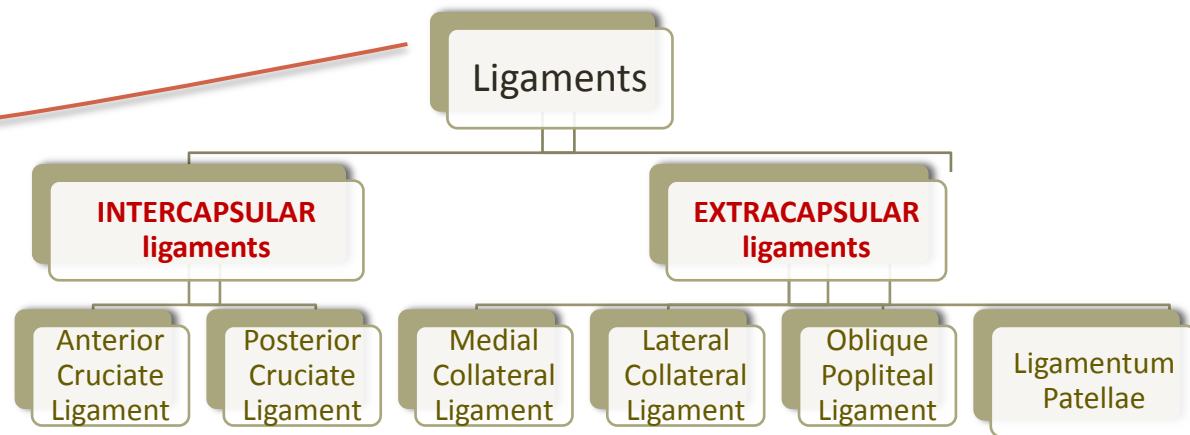 Ligaments
INTERCAPSULAR
ligaments
EXTRACAPSULAR
ligaments
Anterior
Cruciate
Ligament
Posterior
Cruciate
Ligament
Medial
Collateral
Ligament
Lateral
Collateral
Ligament
Oblique
Popliteal
Ligament
Ligamentum
Patellae